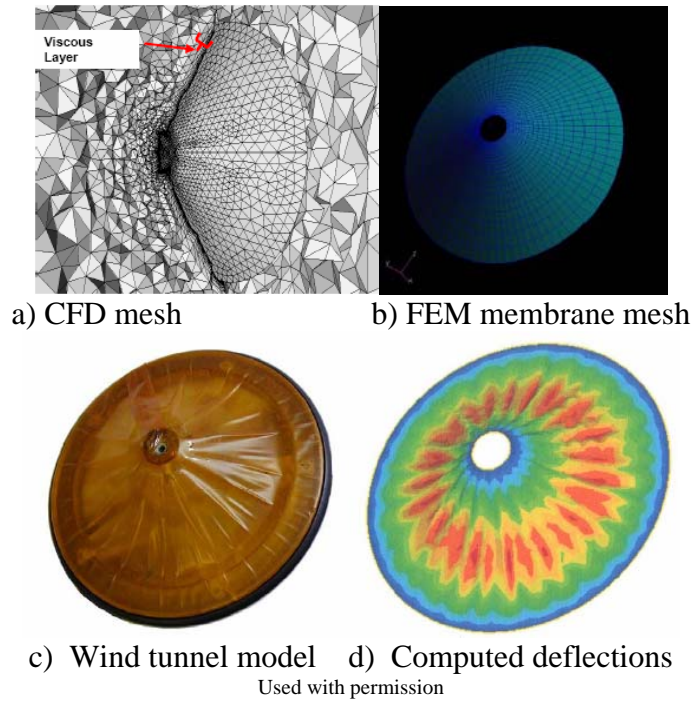 Viscous
Layer
a) CFD mesh
b) FEM membrane mesh
c) Wind tunnel model
d) Computed deflections
Used with permission